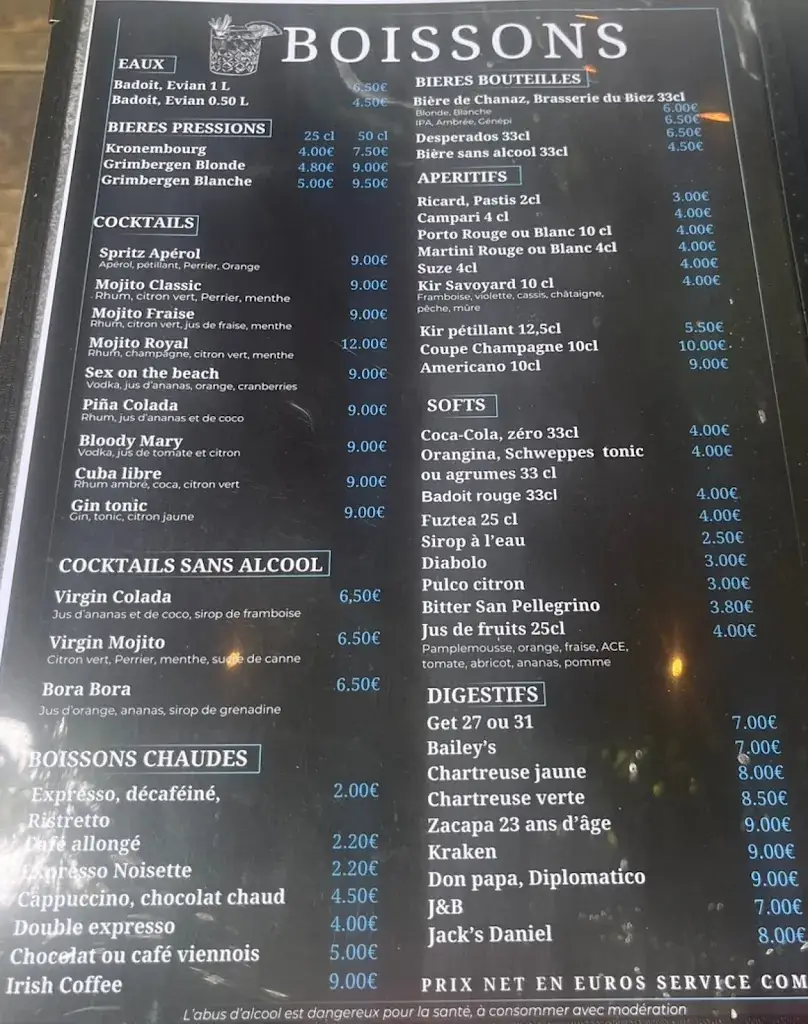 BOISSONS
EAUX
Badoit, Evian 1 L 6.50€
Badoit, Evian 0.50 L 4.50€
BIERES PRESSIONS
25 cl 50 cl
Kronembourg 4.00€ 7.50€
Grimbergen Blonde 4.80€ 9.00€
Grimbergen Blanche 5.00€ 9.50€
COCKTAILS
Spritz Apérol 9.00€
Apérol, pétillant, Perrier, Orange
Mojito Classic 9.00€
Rhum, citron vert, Perrier, menthe
Mojito Fraise 9.00€
Rhum, citron vert, jus de fraise, menthe
Mojito Royal 12.00€
Rhum, champagne, citron vert, menthe
Sex on the beach 9.00€
Vodka, jus d'ananas, orange, cranberries
Piña Colada 9.00€
Rhum, jus d'ananas et de coco
Bloody Mary 9.00€
Vodka, jus de tomate et citron
Cuba libre 9.00€
Rhum ambré, coca, citron vert
Gin tonic 9.00€
Gin, tonic, citron jaune
COCKTAILS SANS ALCOOL
Virgin Colada 6,50€
Jus d'ananas et de coco, sirop de framboise
Virgin Mojito 6.50€
Citron vert, Perrier, menthe, sucre de canne
Bora Bora 6.50€
Jus d'orange, ananas, sirop de grenadine
BOISSONS CHAUDES
Expresso, décaféiné, 2.00€
Ristretto
Café allongé 2.20€
Expresso Noisette 2.20€
Cappuccino, chocolat chaud 4.50€
Double expresso 4.00€
Chocolat ou café viennois 5.00€
Irish Coffee 9.00€
BIERES BOUTEILLES
Bière de Chanaz, Brasserie du Biez 33cl
Blonde, Blanche 6.00€
IPA, Ambrée, Génépi 6.50€
Desperados 33cl 6.50€
Bière sans alcool 33cl 4.50€
APERITIFS
Ricard, Pastis 2cl 3.00€
Campari 4 cl 4.00€
Porto Rouge ou Blanc 10 cl 4.00€
Martini Rouge ou Blanc 4cl 4.00€
Suze 4cl 4.00€
Kir Savoyard 10 cl 4.00€
Framboise, violette, cassis, châtaigne,
pêche, mûre
Kir pétillant 12,5cl 5.50€
Coupe Champagne 10cl 10.00€
Americano 10cl 9.00€
SOFTS
Coca-Cola, zéro 33cl 4.00€
Orangina, Schweppes tonic 4.00€
ou agrumes 33 cl
Badoit rouge 33cl 4.00€
Fuztea 25 cl 4.00€
Sirop à l'eau 2.50€
Diabolo 3.00€
Pulco citron 3.00€
Bitter San Pellegrino 3.80€
Jus de fruits 25cl 4.00€
Pamplemousse, orange, fraise, ACE,
tomate, abricot, ananas, pomme
DIGESTIFS
Get 27 ou 31 7.00€
Bailey's 7.00€
Chartreuse jaune 8.00€
Chartreuse verte 8.50€
Zacapa 23 ans d'âge 9.00€
Kraken 9.00€
Don papa, Diplomatico 9.00€
J&B 7.00€
Jack's Daniel 8.00€
PRIX NET EN EUROS SERVICE COM
L'abus d'alcool est dangereux pour la santé, à consommer avec modération